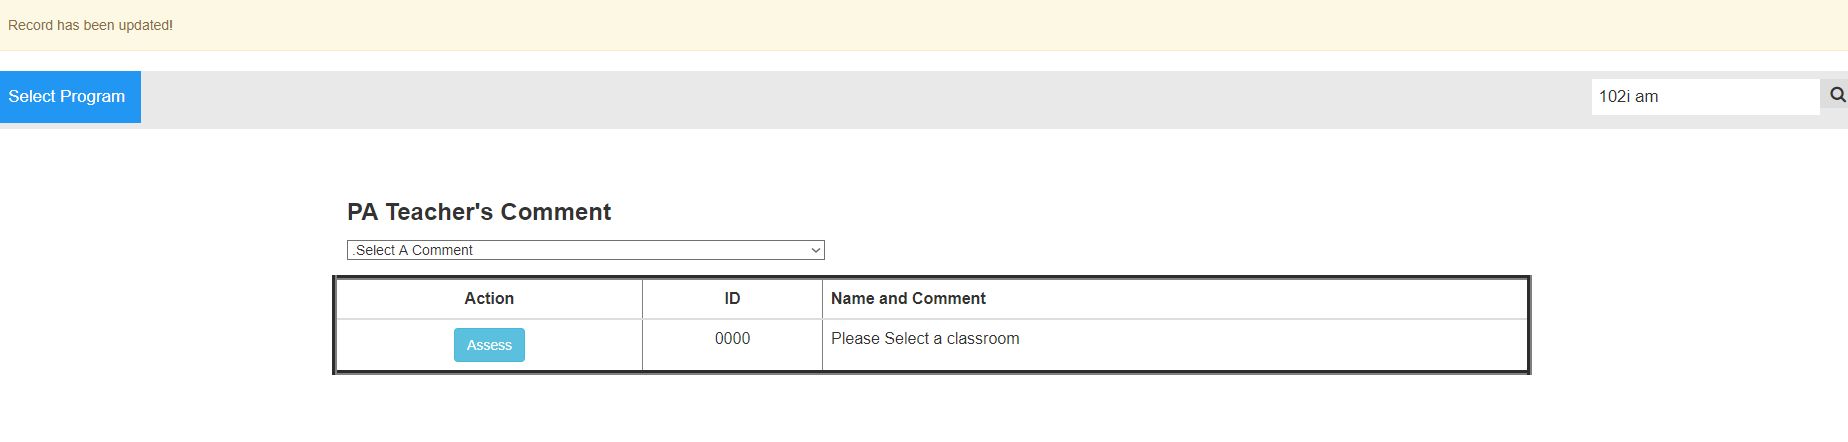 Record has been updated!
Select Program
102i am
PA Teacher's Comment
.Select A Comment
Action ID Name and Comment
Assess 0000 Please Select a classroom